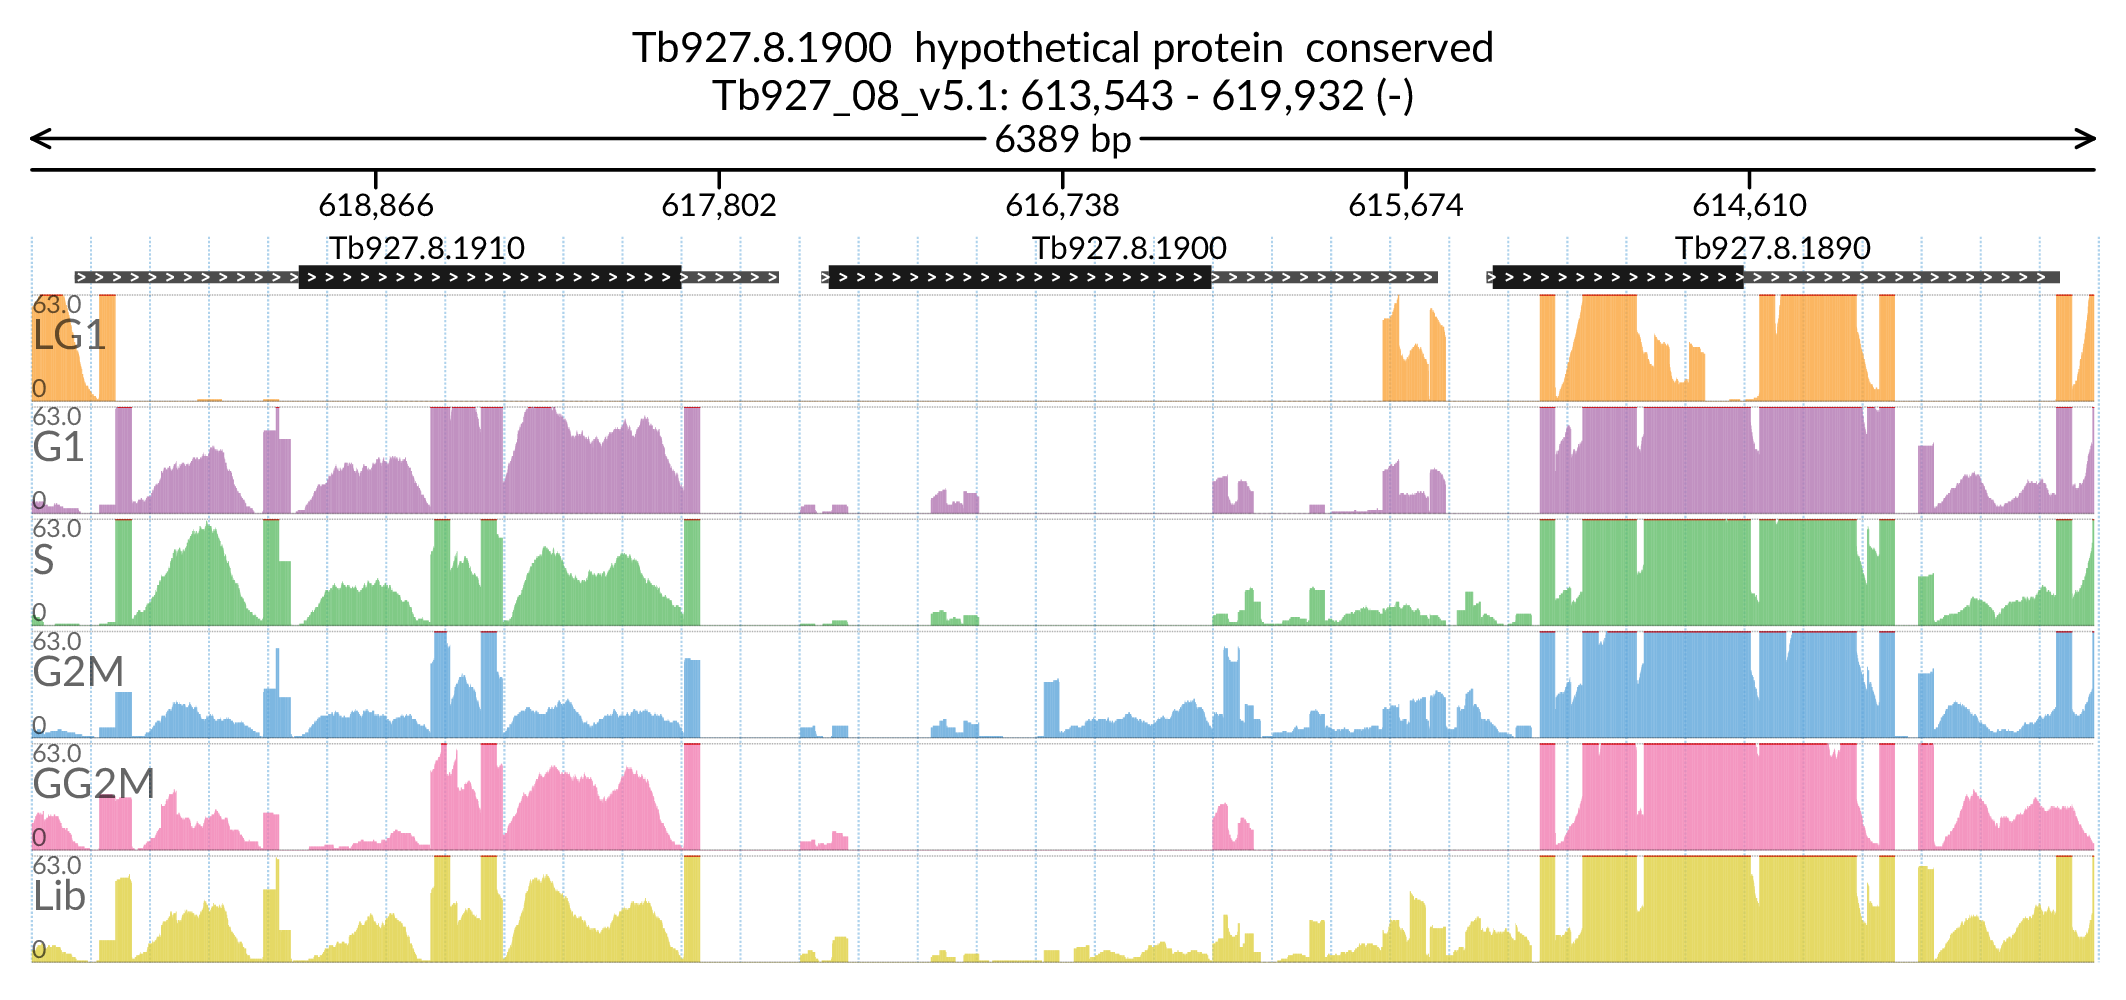 Tb927.8.1900 hypothetical protein conserved
Tb927_08_v5.1: 613,543 - 619,932 (-)
6389 bp
618,866 617,802 616,738 615,674 614,610
Tb927.8.1910 Tb927.8.1900 Tb927.8.1890
63.0
LG1
0
63.0
G1
0
63.0
S
0
63.0
G2M
0
63.0
GG2M
0
63.0
Lib
0